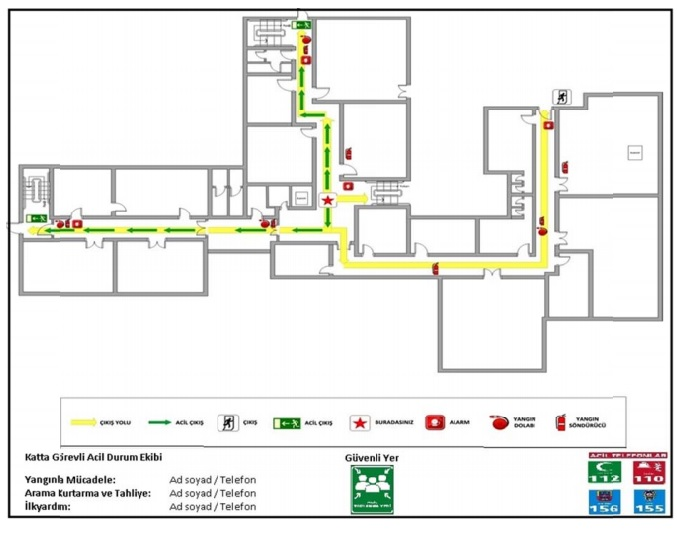 ÇIKIŞ YOLU
ACİL ÇIKIŞ
ÇIKIŞ
ACİL ÇIKIŞ
BURADASINIZ
ALARM
YANGIN DOLABI
YANGIN SÖNDÜRÜCÜ
Katta Görevli Acil Durum Ekibi
Güvenli Yer
ACİL TELEFONLAR
Yangınla Mücadele: Ad soyad / Telefon
Arama Kurtarma ve Tahliye: Ad soyad / Telefon
İlkyardım: Ad soyad / Telefon
112
110
156
155